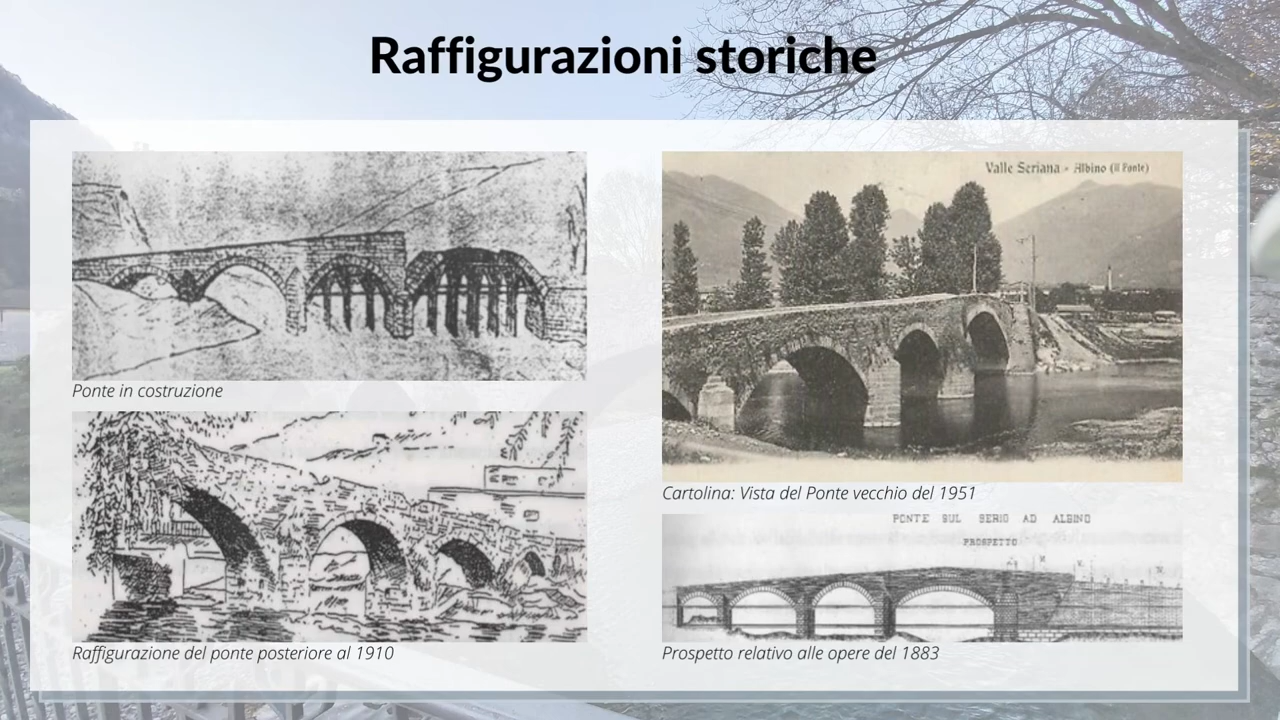 Raffigurazioni storiche
Ponte in costruzione
Raffigurazione del ponte posteriore al 1910
Valle Seriana - Albino (il Ponte)
Cartolina: Vista del Ponte vecchio del 1951
PONTE SUL SERIO AD ALBINO
PROSPETTO
Prospetto relativo alle opere del 1883